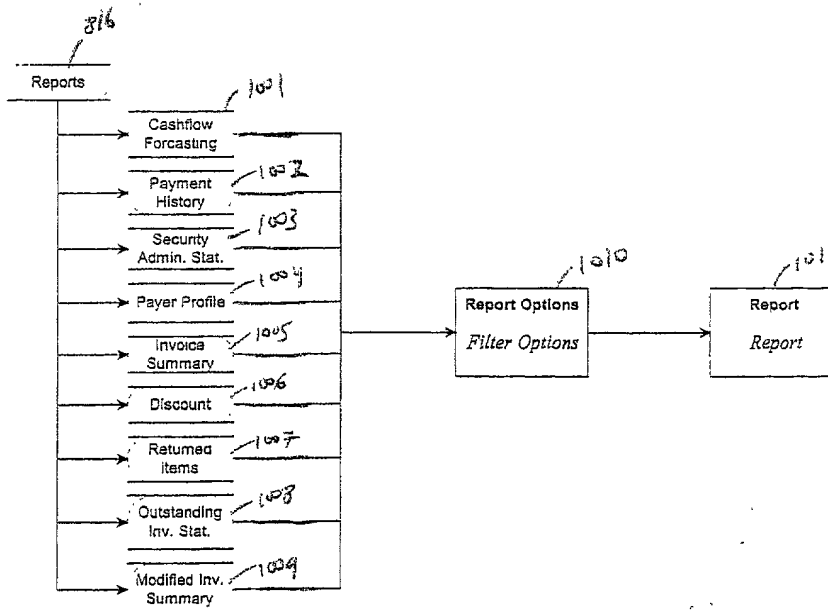 816
Reports
1001
Cashflow
Forcasting
1002
Payment
History
1003
Security
Admin. Stat.
1004
Payer Profile
1005
Invoice
Summary
1006
Discount
1007
Returned
Items
1008
Outstanding
Inv. Stat.
1009
Modified Inv.
Summary
1010
Report Options
Filter Options
101
Report
Report